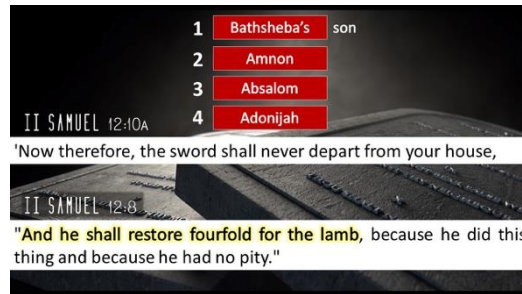 1 Bathsheba's son
2 Amnon
3 Absalom
4 Adonijah
II SAMUEL 12:10A
'Now therefore, the sword shall never depart from your house,
II SAMUEL 12:8
"And he shall restore fourfold for the lamb, because he did this
thing and because he had no pity."